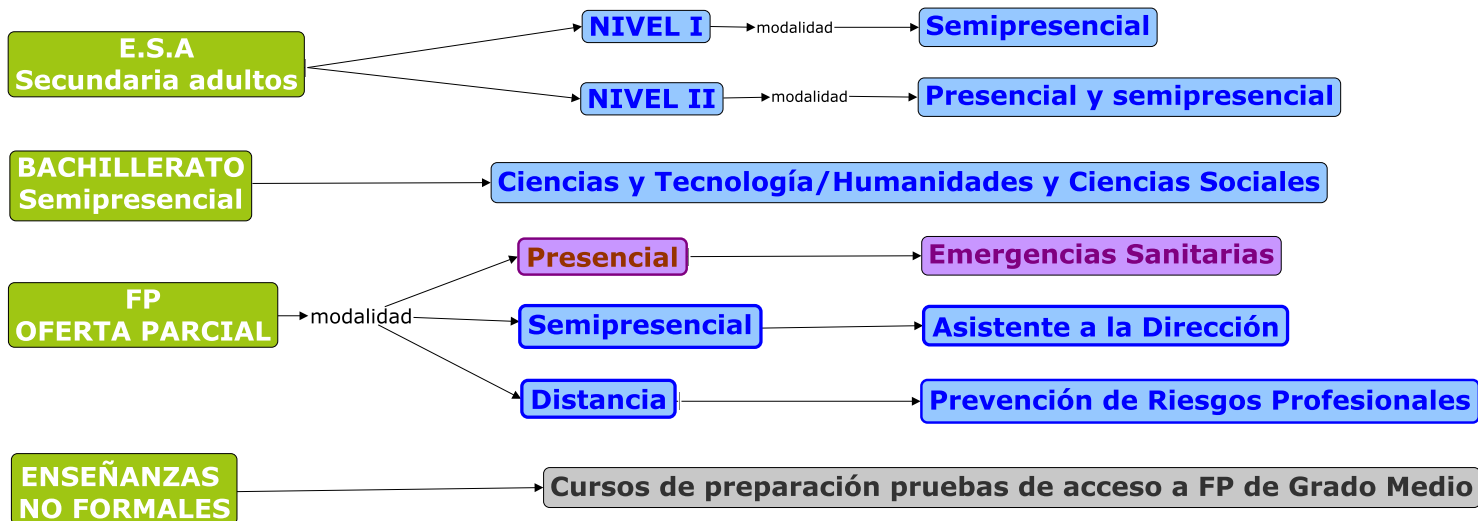 E.S.A
Secundaria adultos
NIVEL I
modalidad
Semipresencial
NIVEL II
modalidad
Presencial y semipresencial
BACHILLERATO
Semipresencial
Ciencias y Tecnología/Humanidades y Ciencias Sociales
FP
OFERTA PARCIAL
modalidad
Presencial
Emergencias Sanitarias
Semipresencial
Asistente a la Dirección
Distancia
Prevención de Riesgos Profesionales
ENSEÑANZAS
NO FORMALES
Cursos de preparación pruebas de acceso a FP de Grado Medio